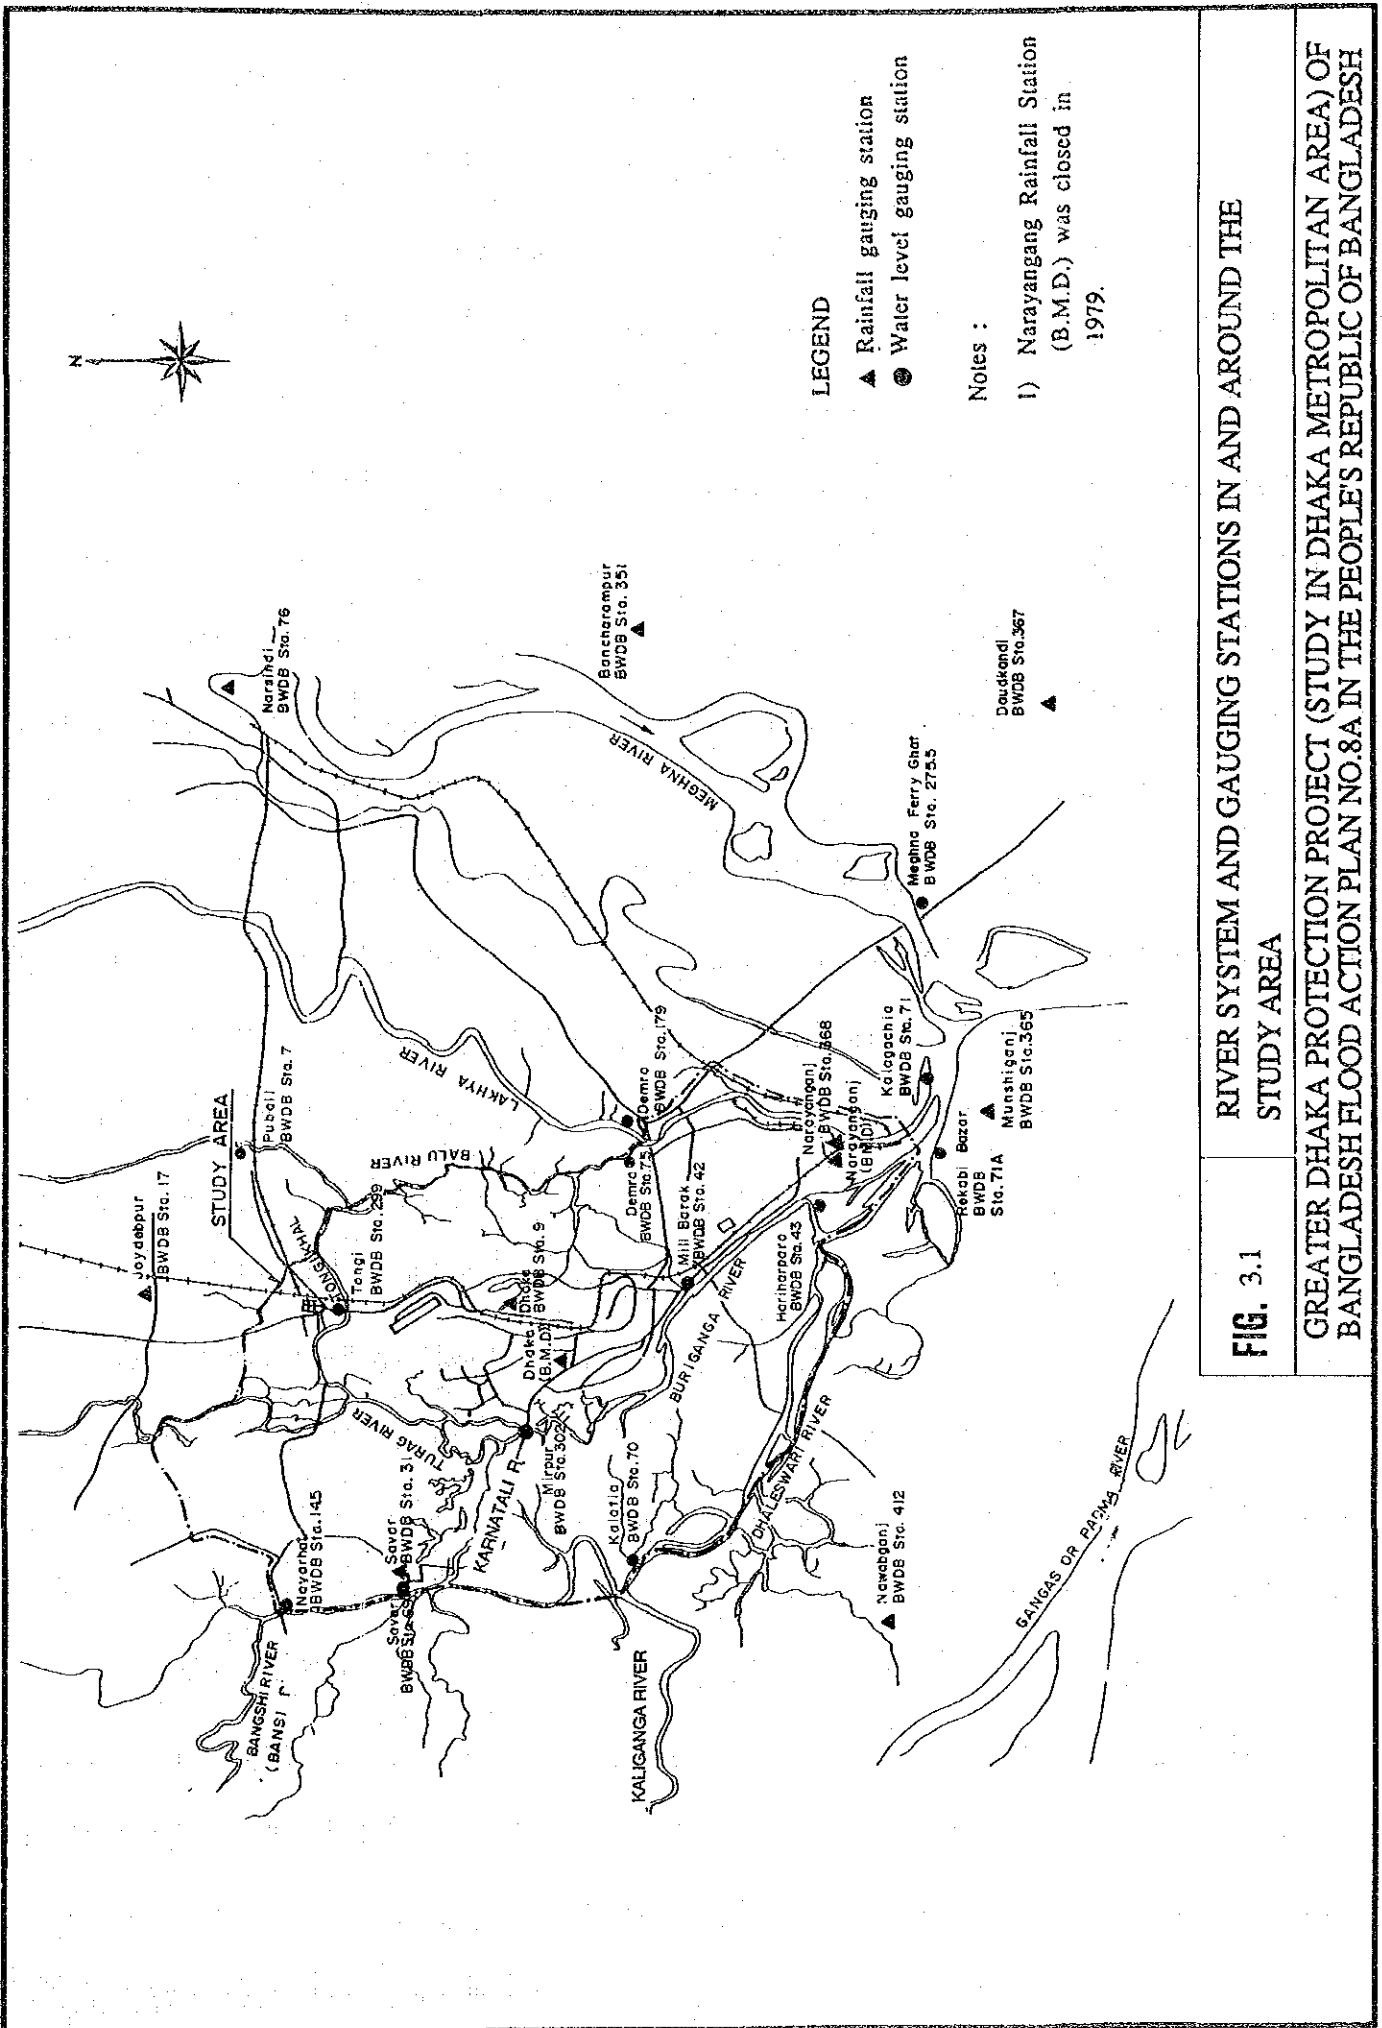 N
Joydebpur
BWDB Sta. 17
STUDY AREA
Pubail
BWDB Sta. 7
Narsindi
BWDB Sta. 76
TONGI KHAL
Tongi
BWDB Sta. 299
Nayarhat
BWDB Sta. 14.5
BANGSHI RIVER
(BANSI
TURAG RIVER
BALU RIVER
LAKHYA RIVER
Savar
BWDB Sta. 31
Savar
KARNATALI R.
Dhaka
BWDB Sta. 9
Dhaka
(B.M.D)
Mirpur
BWDB Sta. 302
Bancharampur
BWDB Sta. 351
Demra
BWDB Sta. 179
Demra
BWDB Sta. 7.5
Mill Barak
BWDB Sta. 42
Kalatia
BWDB Sta. 70
KALIGANGA RIVER
BURIGANGA RIVER
MEGHNA RIVER
DHALESWARI RIVER
Hariharpara
BWDB Sta. 43
Narayanganj
BWDB Sta. 368
Narayanganj
(B.M.D)
Kalagachia
BWDB Sta. 71
Meghna Ferry Ghat
BWDB Sta. 275.5
Daudkandi
BWDB Sta. 367
Nawabganj
BWDB Sta. 412
Rekabi Bazar
BWDB
Sta. 71A
Munshiganj
BWDB Sta. 365
GANGAS OR PADMA RIVER
LEGEND
▲ Rainfall gauging station
● Water level gauging station
Notes :
1) Narayangang Rainfall Station
(B.M.D.) was closed in
1979.
FIG. 3.1
RIVER SYSTEM AND GAUGING STATIONS IN AND AROUND THE
STUDY AREA
GREATER DHAKA PROTECTION PROJECT (STUDY IN DHAKA METROPOLITAN AREA) OF
BANGLADESH FLOOD ACTION PLAN NO.8A IN THE PEOPLE'S REPUBLIC OF BANGLADESH